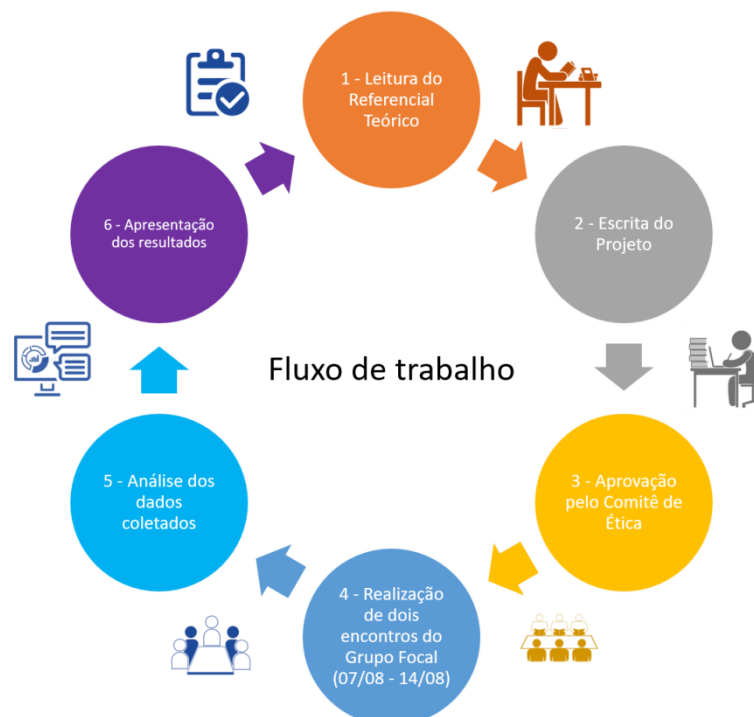 1 - Leitura do
Referencial
Teórico
2 - Escrita do
Projeto
3 - Aprovação
pelo Comitê de
Ética
4 - Realização
de dois
encontros do
Grupo Focal
(07/08 - 14/08)
5 - Análise dos
dados
coletados
6 - Apresentação
dos resultados
Fluxo de trabalho